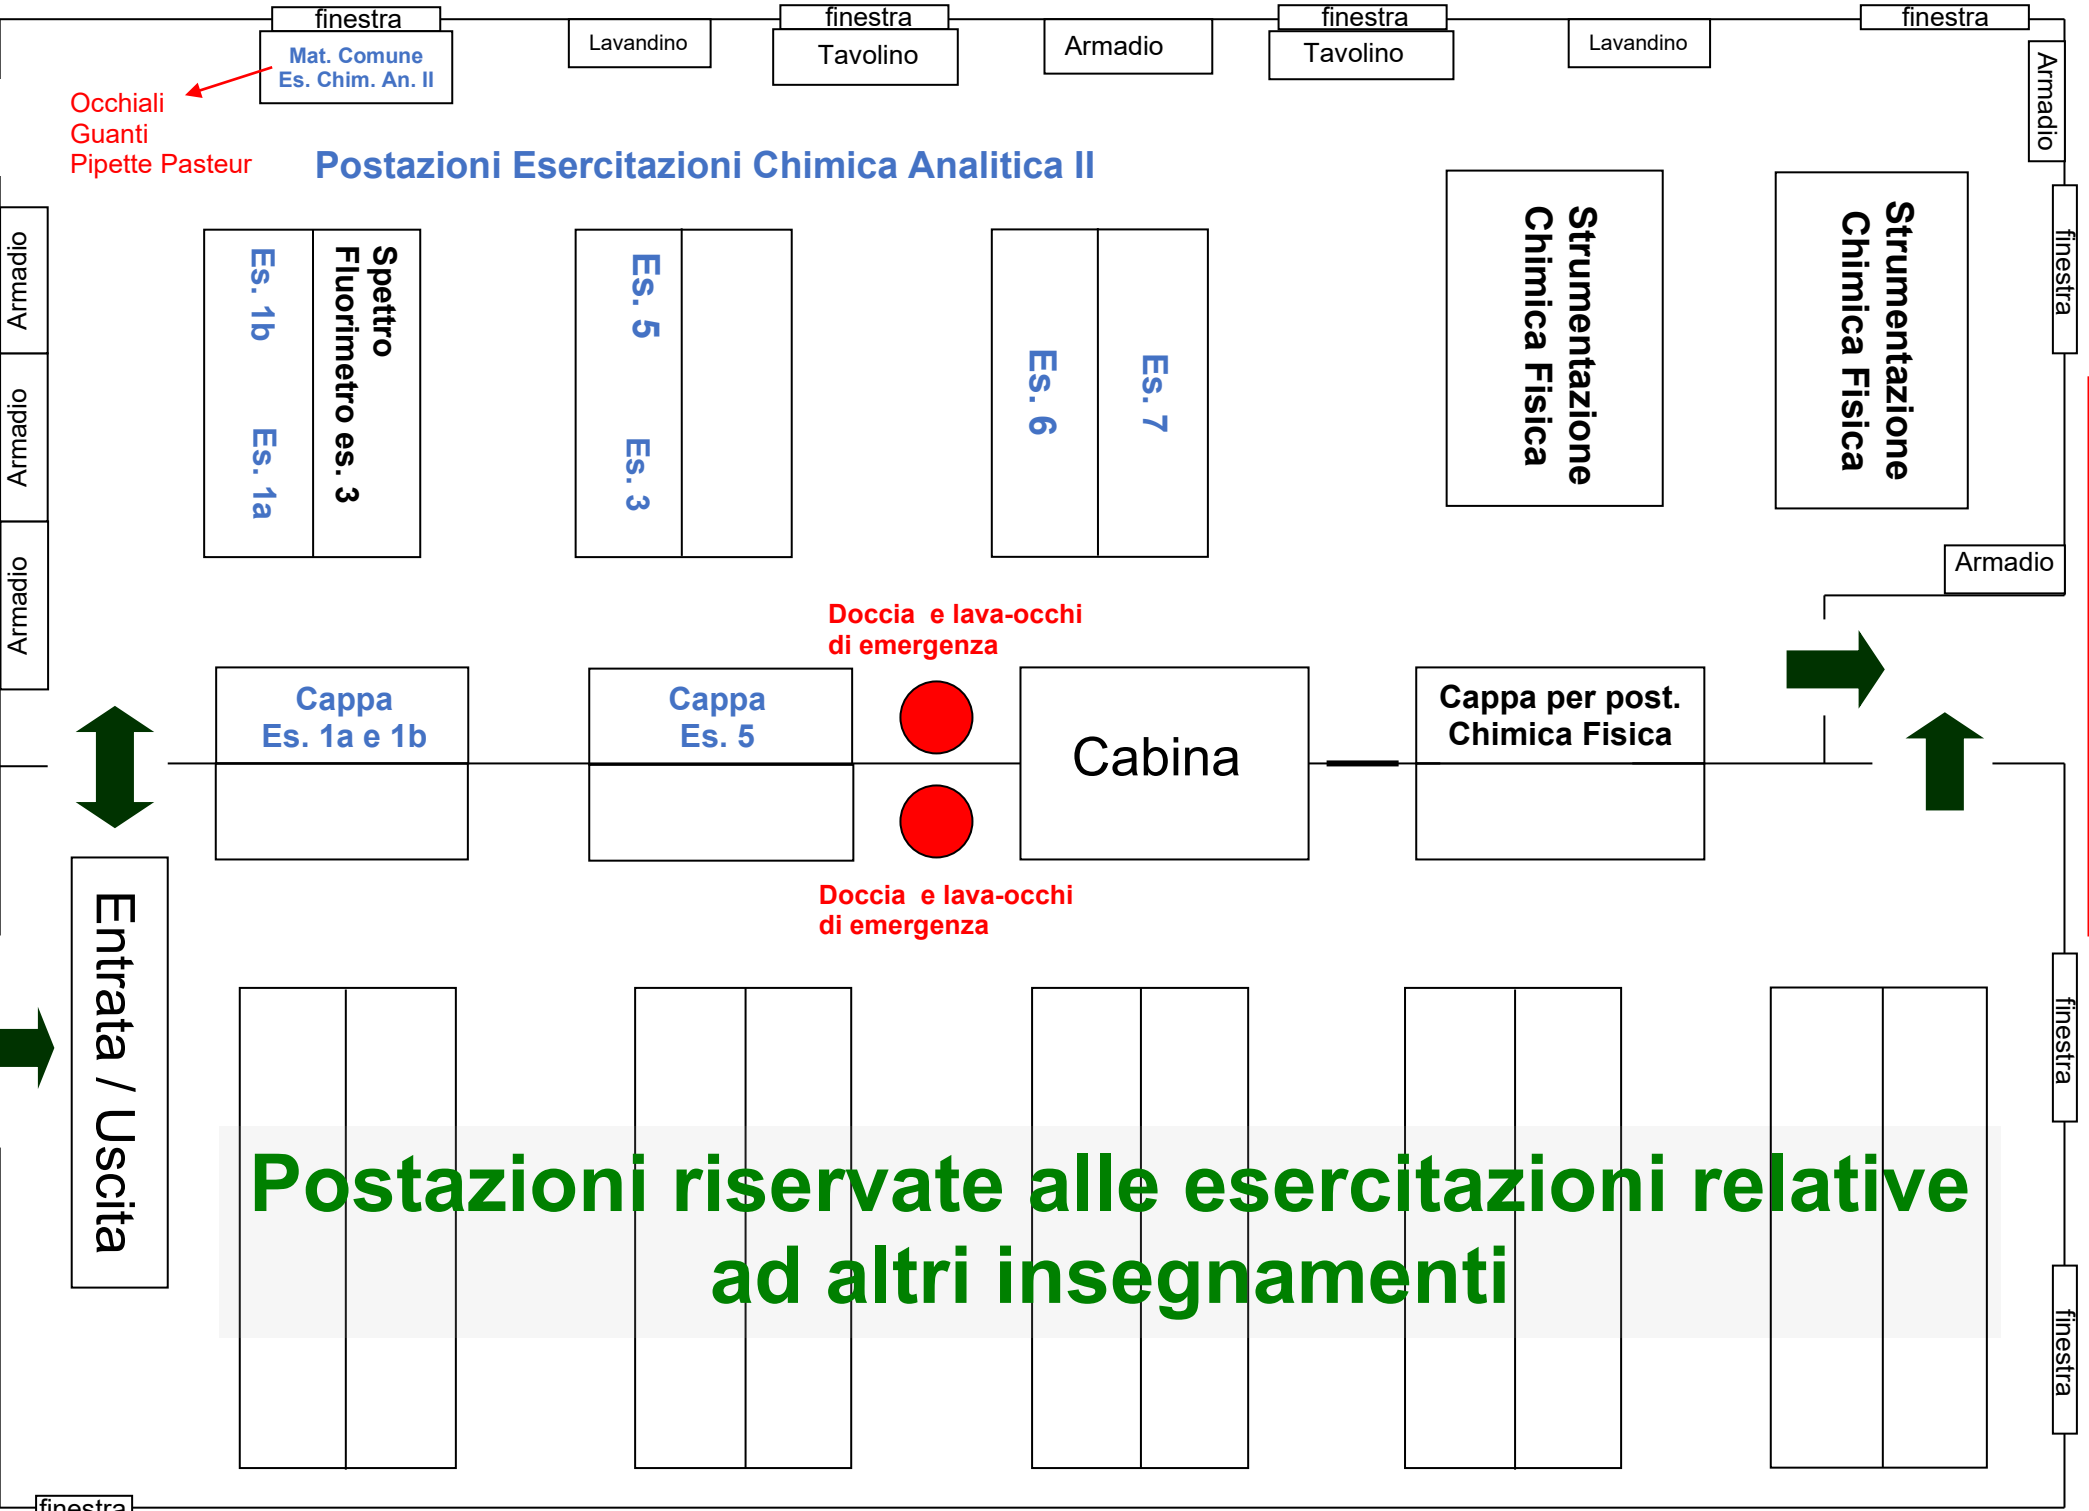 finestra
finestra
finestra
finestra
Mat. Comune
Es. Chim. An. II
Lavandino
Tavolino
Armadio
Tavolino
Lavandino
Armadio
Occhiali
Guanti
Pipette Pasteur
Postazioni Esercitazioni Chimica Analitica II
Armadio
Armadio
Armadio
Es. 1b
Es. 1a
Spettro
Fluorimetro es. 3
Es. 5
Es. 3
Es. 6
Es. 7
Strumentazione
Chimica Fisica
Strumentazione
Chimica Fisica
finestra
Armadio
Doccia  e lava-occhi
di emergenza
Cappa
Es. 1a e 1b
Cappa
Es. 5
Cabina
Cappa per post.
Chimica Fisica
Doccia  e lava-occhi
di emergenza
Entrata / Uscita
finestra
Postazioni riservate alle esercitazioni relative
ad altri insegnamenti
finestra
finestra